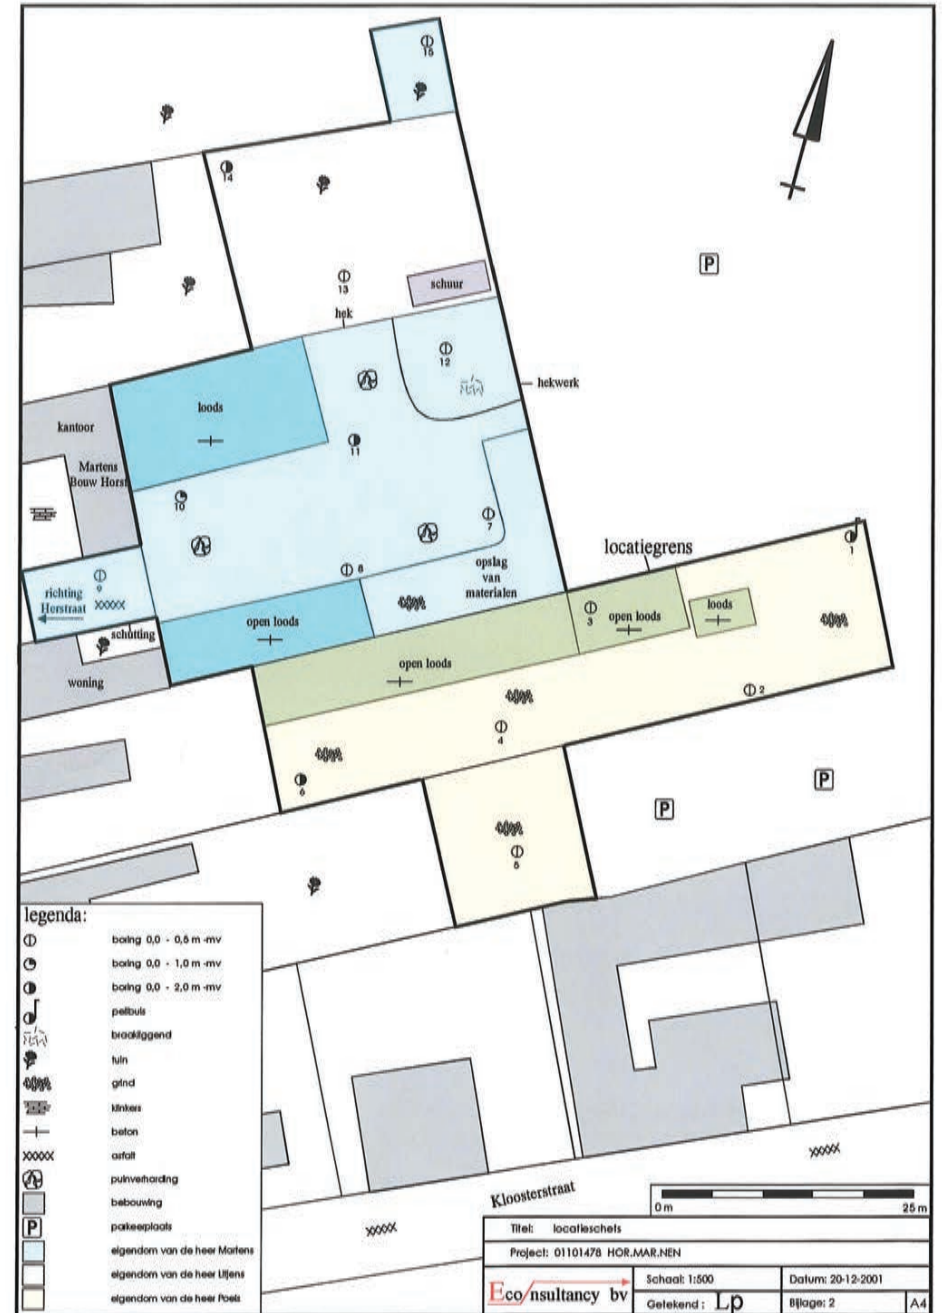 15
14
13
schuur
hek
12
hekwerk
loods
kantoor
11
Martens
Bouw Horst
10
7
1
locatiegrens
8
opslag
van
materialen
9
richting
Herstraat
loods
3
open loods
open loods
schutting
open loods
woning
2
4
6
P
P
P
5
legenda:
boring 0,0 - 0,5 m -mv
boring 0,0 - 1,0 m -mv
boring 0,0 - 2,0 m -mv
peilbuis
braakliggend
tuin
grind
klinkers
beton
asfalt
puinverharding
bebouwing
P parkeerplaats
eigendom van de heer Martens
eigendom van de heer Litjens
eigendom van de heer Poels
Kloosterstraat
0 m 25 m
Titel: locatieschets
Project: 01101478 HOR.MAR.NEN
Econsultancy bv
Schaal: 1:500
Datum: 20-12-2001
Getekend: Lp
Bijlage: 2
A4